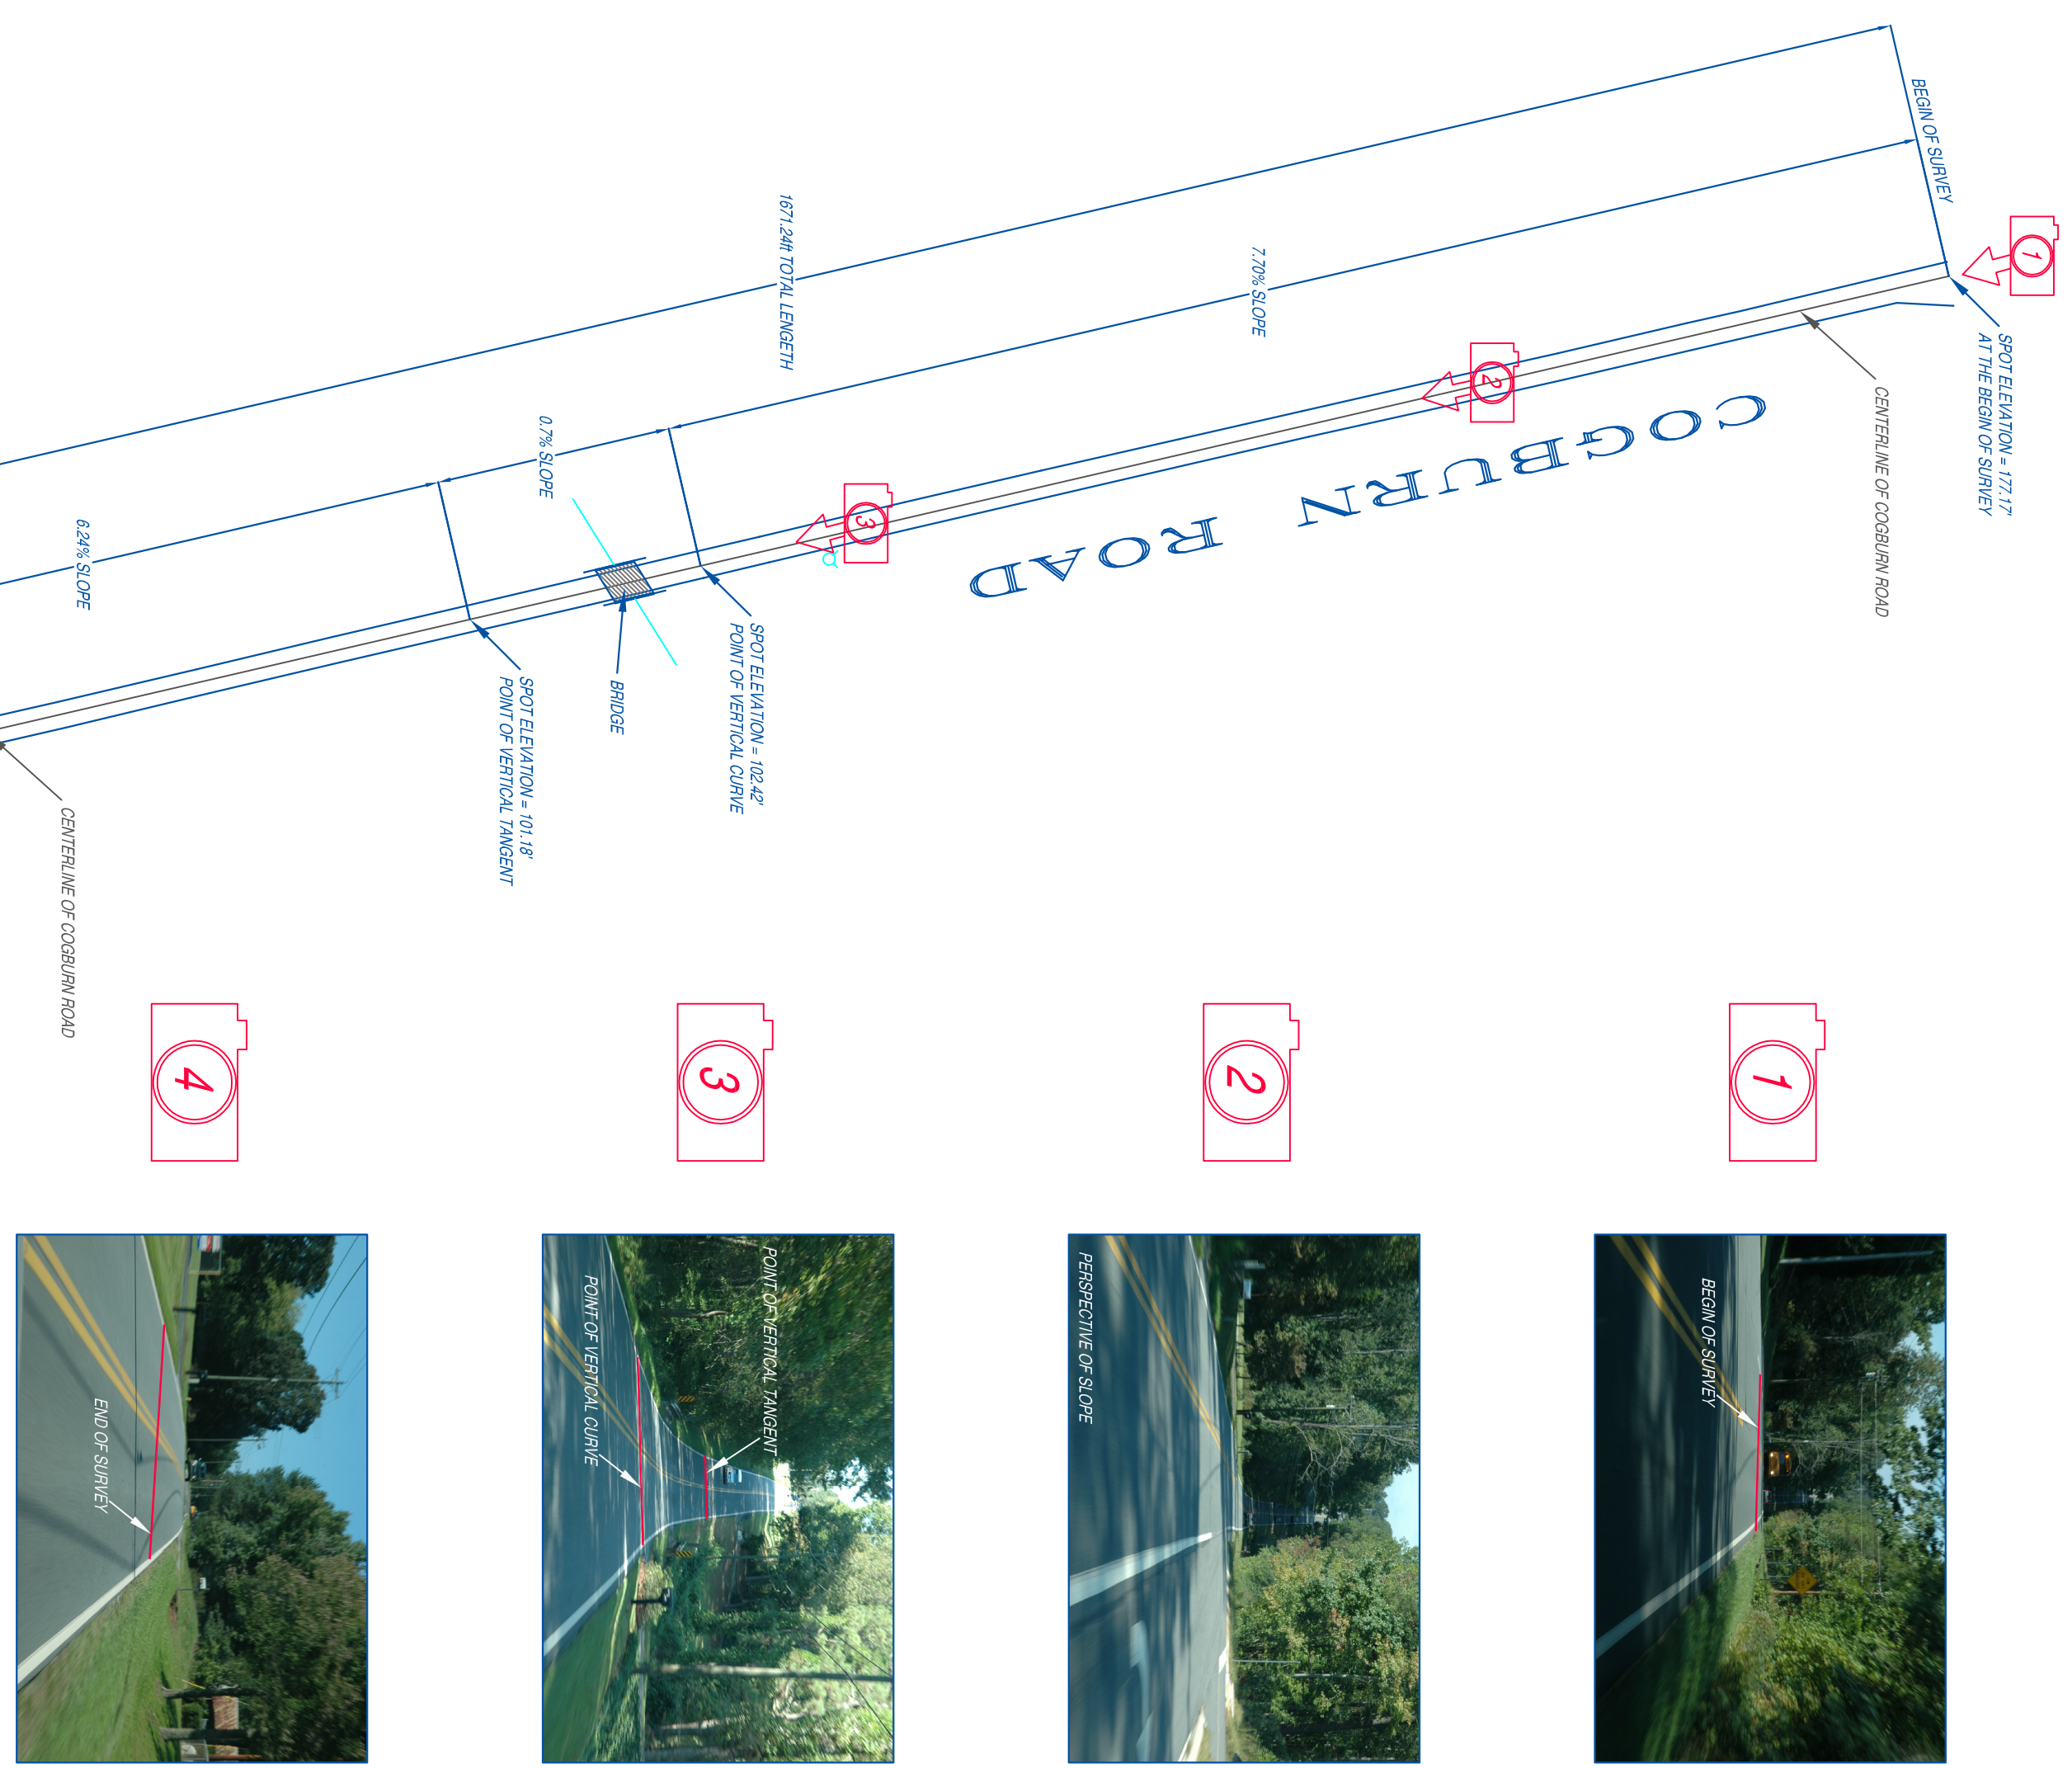 BEGIN OF SURVEY
1
SPOT ELEVATION = 177.17'
AT THE BEGIN OF SURVEY
CENTERLINE OF COGBURN ROAD
2
7.70% SLOPE
COGBURN ROAD
1671.24ft TOTAL LENGETH
3
SPOT ELEVATION = 102.42'
POINT OF VERTICAL CURVE
0.7% SLOPE
BRIDGE
SPOT ELEVATION = 101.18'
POINT OF VERTICAL TANGENT
6.24% SLOPE
CENTERLINE OF COGBURN ROAD
1
BEGIN OF SURVEY
2
PERSPECTIVE OF SLOPE
3
POINT OF VERTICAL TANGENT
POINT OF VERTICAL CURVE
4
END OF SURVEY